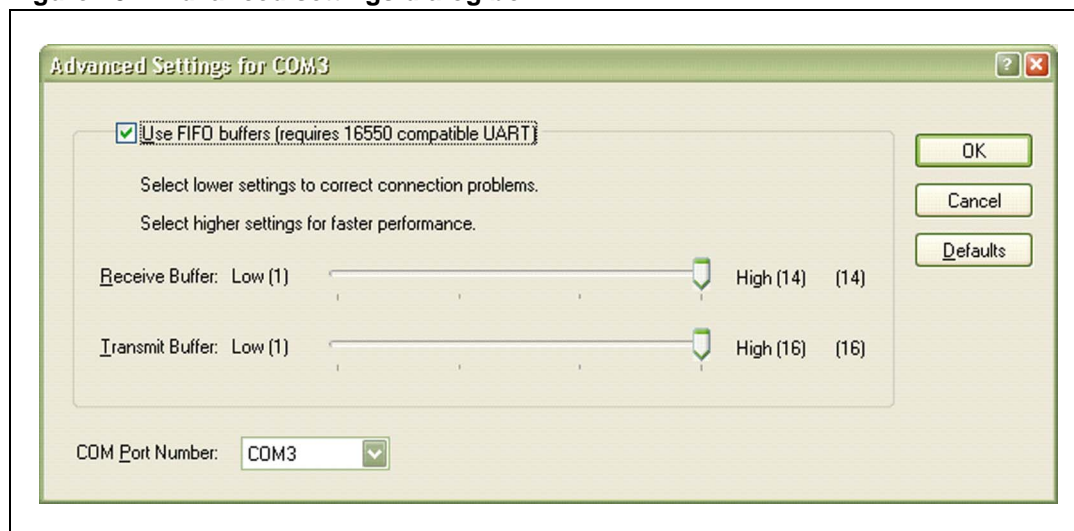 Advanced Settings for COM3
Use FIFO buffers (requires 16550 compatible UART)
OK
Select lower settings to correct connection problems.
Cancel
Select higher settings for faster performance.
Defaults
Receive Buffer: Low (1) High (14) (14)
Transmit Buffer: Low (1) High (16) (16)
COM Port Number: COM3